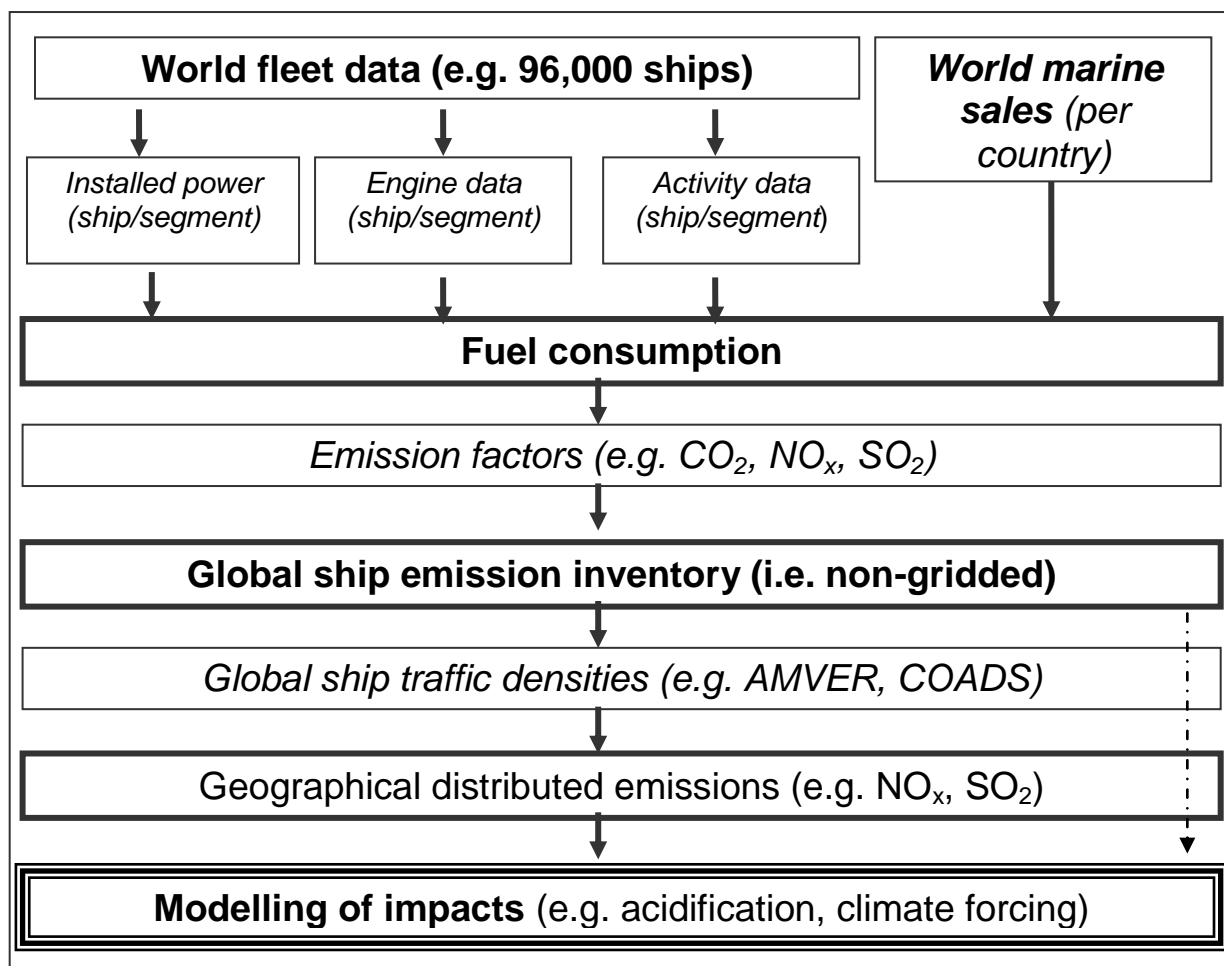 World fleet data (e.g. 96,000 ships)
World marine
sales (per
country)
Installed power
(ship/segment)
Engine data
(ship/segment)
Activity data
(ship/segment)
Fuel consumption
Emission factors (e.g. CO₂, NOₓ, SO₂)
Global ship emission inventory (i.e. non-gridded)
Global ship traffic densities (e.g. AMVER, COADS)
Geographical distributed emissions (e.g. NOₓ, SO₂)
Modelling of impacts (e.g. acidification, climate forcing)